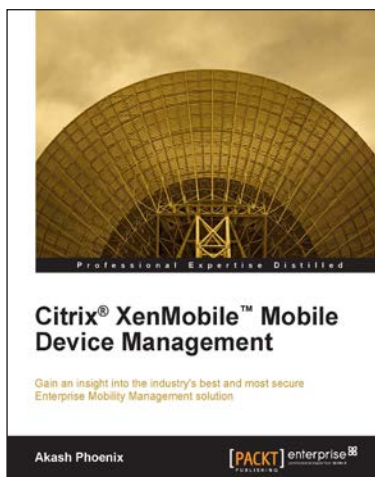 Professional Expertise Distilled
Citrix® XenMobile™ Mobile
Device Management
Gain an insight into the industry's best and most secure
Enterprise Mobility Management solution
Akash Phoenix
[PACKT] enterprise
PUBLISHING